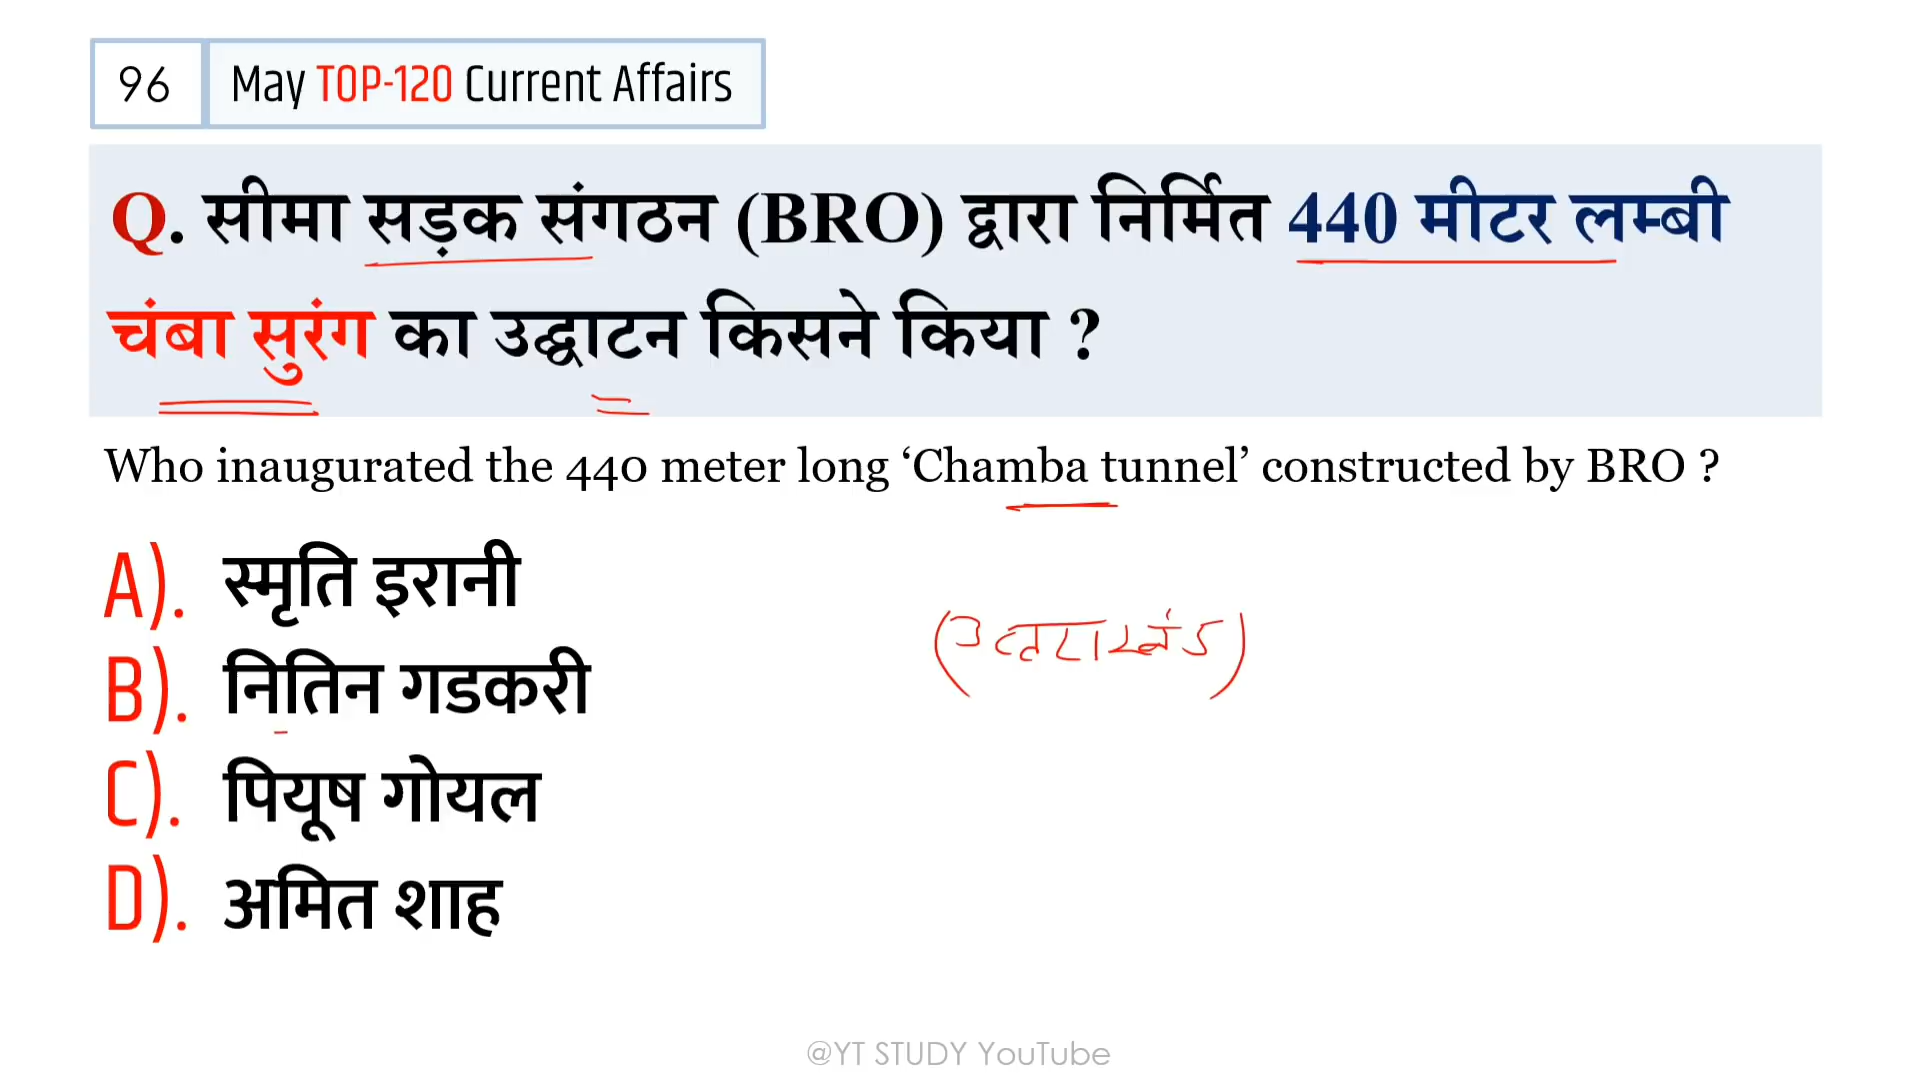 96 May TOP-120 Current Affairs
Q. सीमा सड़क संगठन (BRO) द्वारा निर्मित 440 मीटर लम्बी
चंबा सुरंग का उद्घाटन किसने किया ?
Who inaugurated the 440 meter long ‘Chamba tunnel’ constructed by BRO ?
A). स्मृति इरानी
(उत्तराखंड)
B). नितिन गडकरी
C). पियूष गोयल
D). अमित शाह
@YT STUDY YouTube